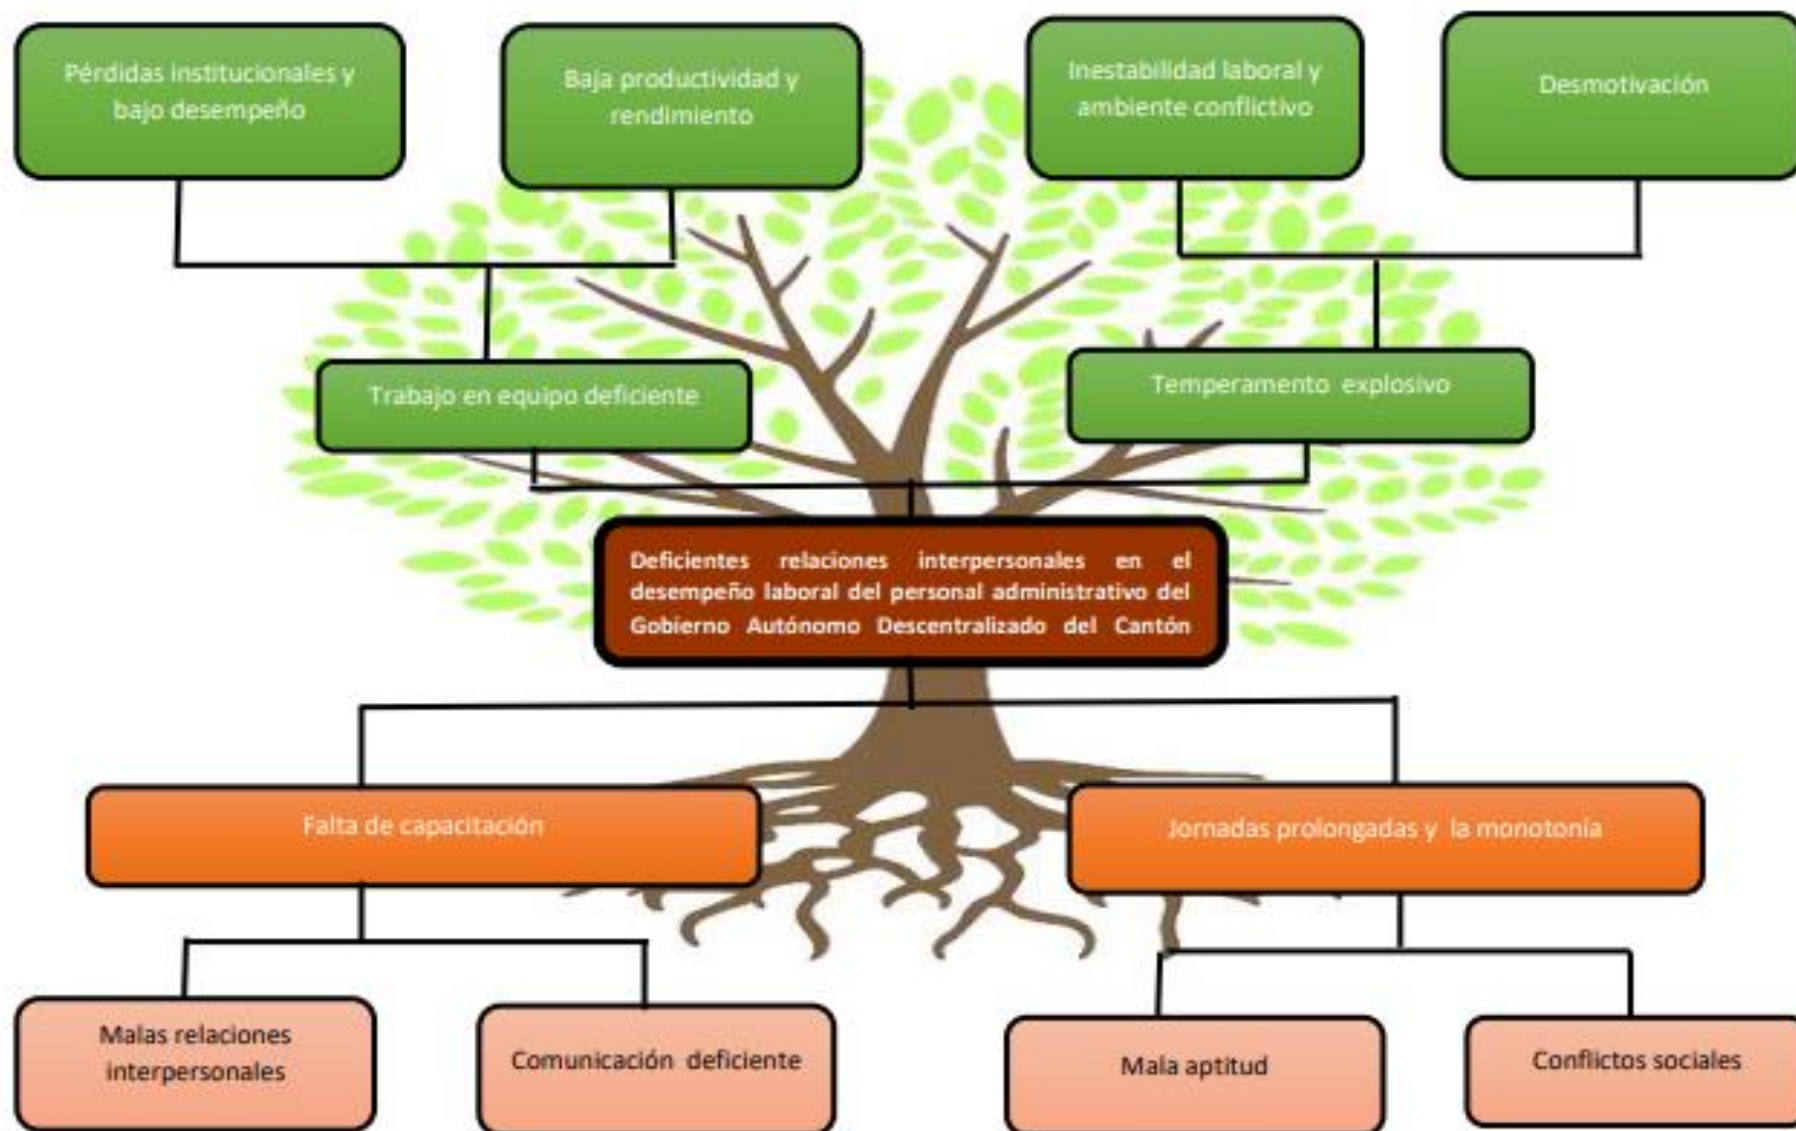 Pérdidas institucionales y
bajo desempeño
Baja productividad y
rendimiento
Inestabilidad laboral y
ambiente conflictivo
Desmotivación
Trabajo en equipo deficiente
Temperamento explosivo
Deficientes relaciones interpersonales en el
desempeño laboral del personal administrativo del
Gobierno Autónomo Descentralizado del Cantón
Falta de capacitación
Jornadas prolongadas y la monotonía
Malas relaciones
interpersonales
Comunicación deficiente
Mala aptitud
Conflictos sociales